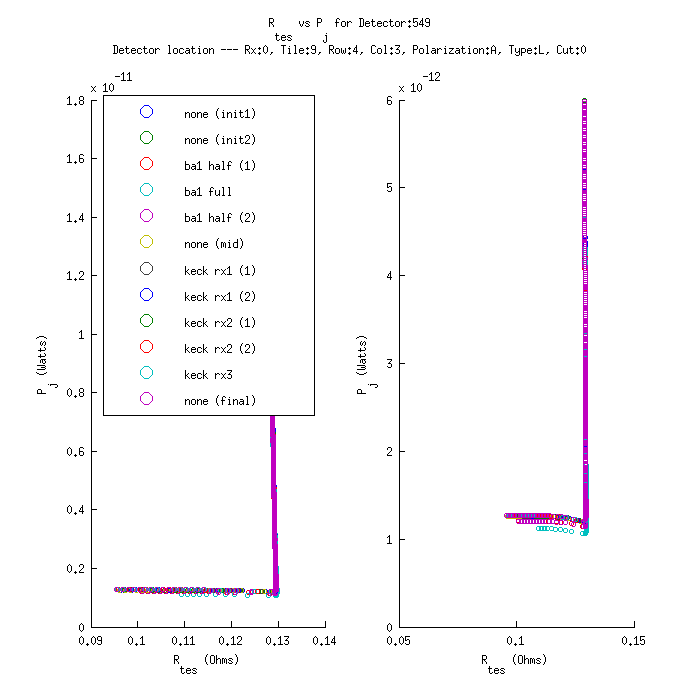 R tes vs P j for Detector:549
Detector location --- Rx:0, Tile:9, Row:4, Col:3, Polarization:A, Type:L, Cut:0
x 10 -11
1.8
1.6
1.4
1.2
1
0.8
0.6
0.4
0.2
0
P j (Watts)
none (init1)
none (init2)
ba1 half (1)
ba1 full
ba1 half (2)
none (mid)
keck rx1 (1)
keck rx1 (2)
keck rx2 (1)
keck rx2 (2)
keck rx3
none (final)
0.09 0.1 0.11 0.12 0.13 0.14
R tes (Ohms)
x 10 -12
6
5
4
3
2
1
0
P j (Watts)
0.05 0.1 0.15
R tes (Ohms)